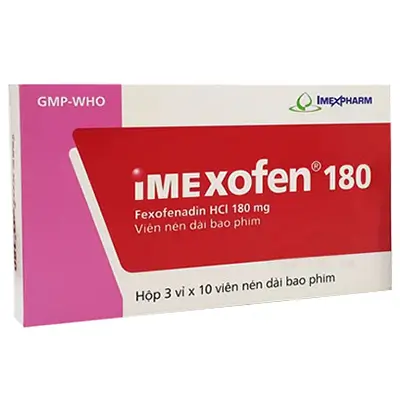 GMP-WHO
IMEXPHARM
iMEXofen® 180
Fexofenadin HCl 180 mg
Viên nén dài bao phim
Hộp 3 vỉ x 10 viên nén dài bao phim